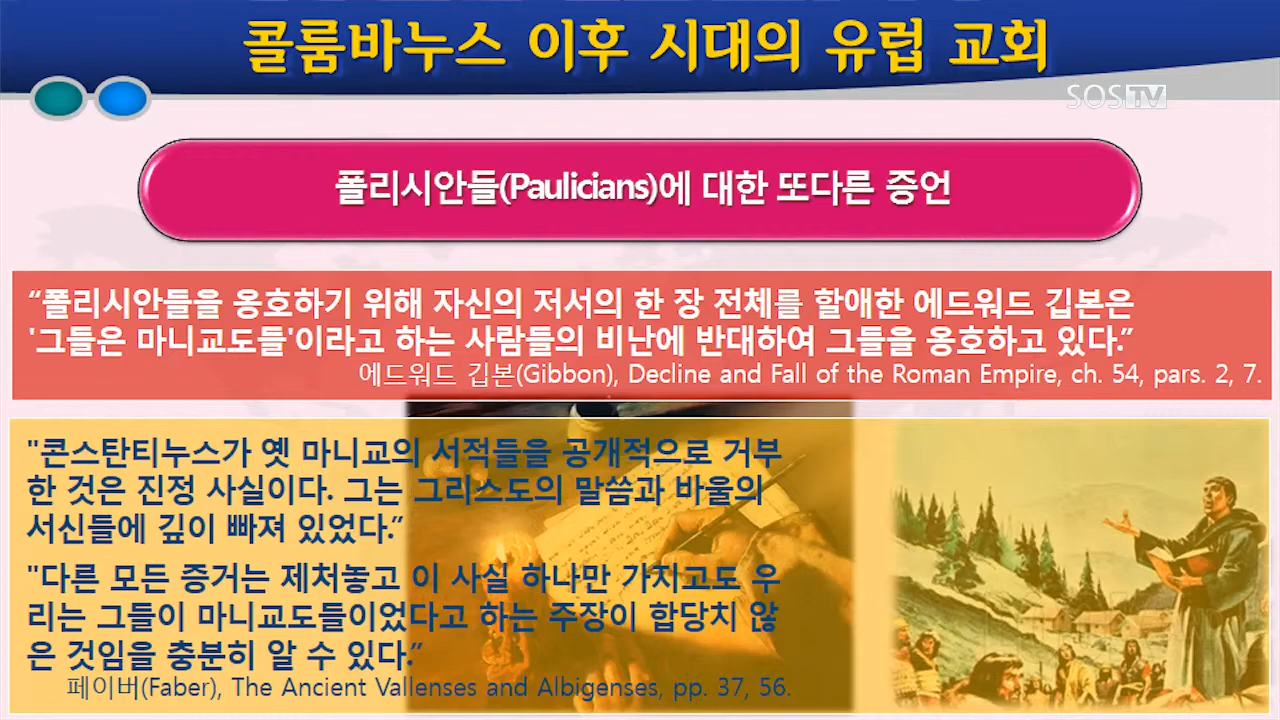 콜룸바누스 이후 시대의 유럽 교회
SOSTV
폴리시안들(Paulicians)에 대한 또다른 증언
“폴리시안들을 옹호하기 위해 자신의 저서의 한 장 전체를 할애한 에드워드 깁본은
'그들은 마니교도들'이라고 하는 사람들의 비난에 반대하여 그들을 옹호하고 있다.”
에드워드 깁본(Gibbon), Decline and Fall of the Roman Empire, ch. 54, pars. 2, 7.
"콘스탄티누스가 옛 마니교의 서적들을 공개적으로 거부
한 것은 진정 사실이다. 그는 그리스도의 말씀과 바울의
서신들에 깊이 빠져 있었다.”
"다른 모든 증거는 제처놓고 이 사실 하나만 가지고도 우
리는 그들이 마니교도들이었다고 하는 주장이 합당치 않
은 것임을 충분히 알 수 있다.”
페이버(Faber), The Ancient Vallenses and Albigenses, pp. 37, 56.